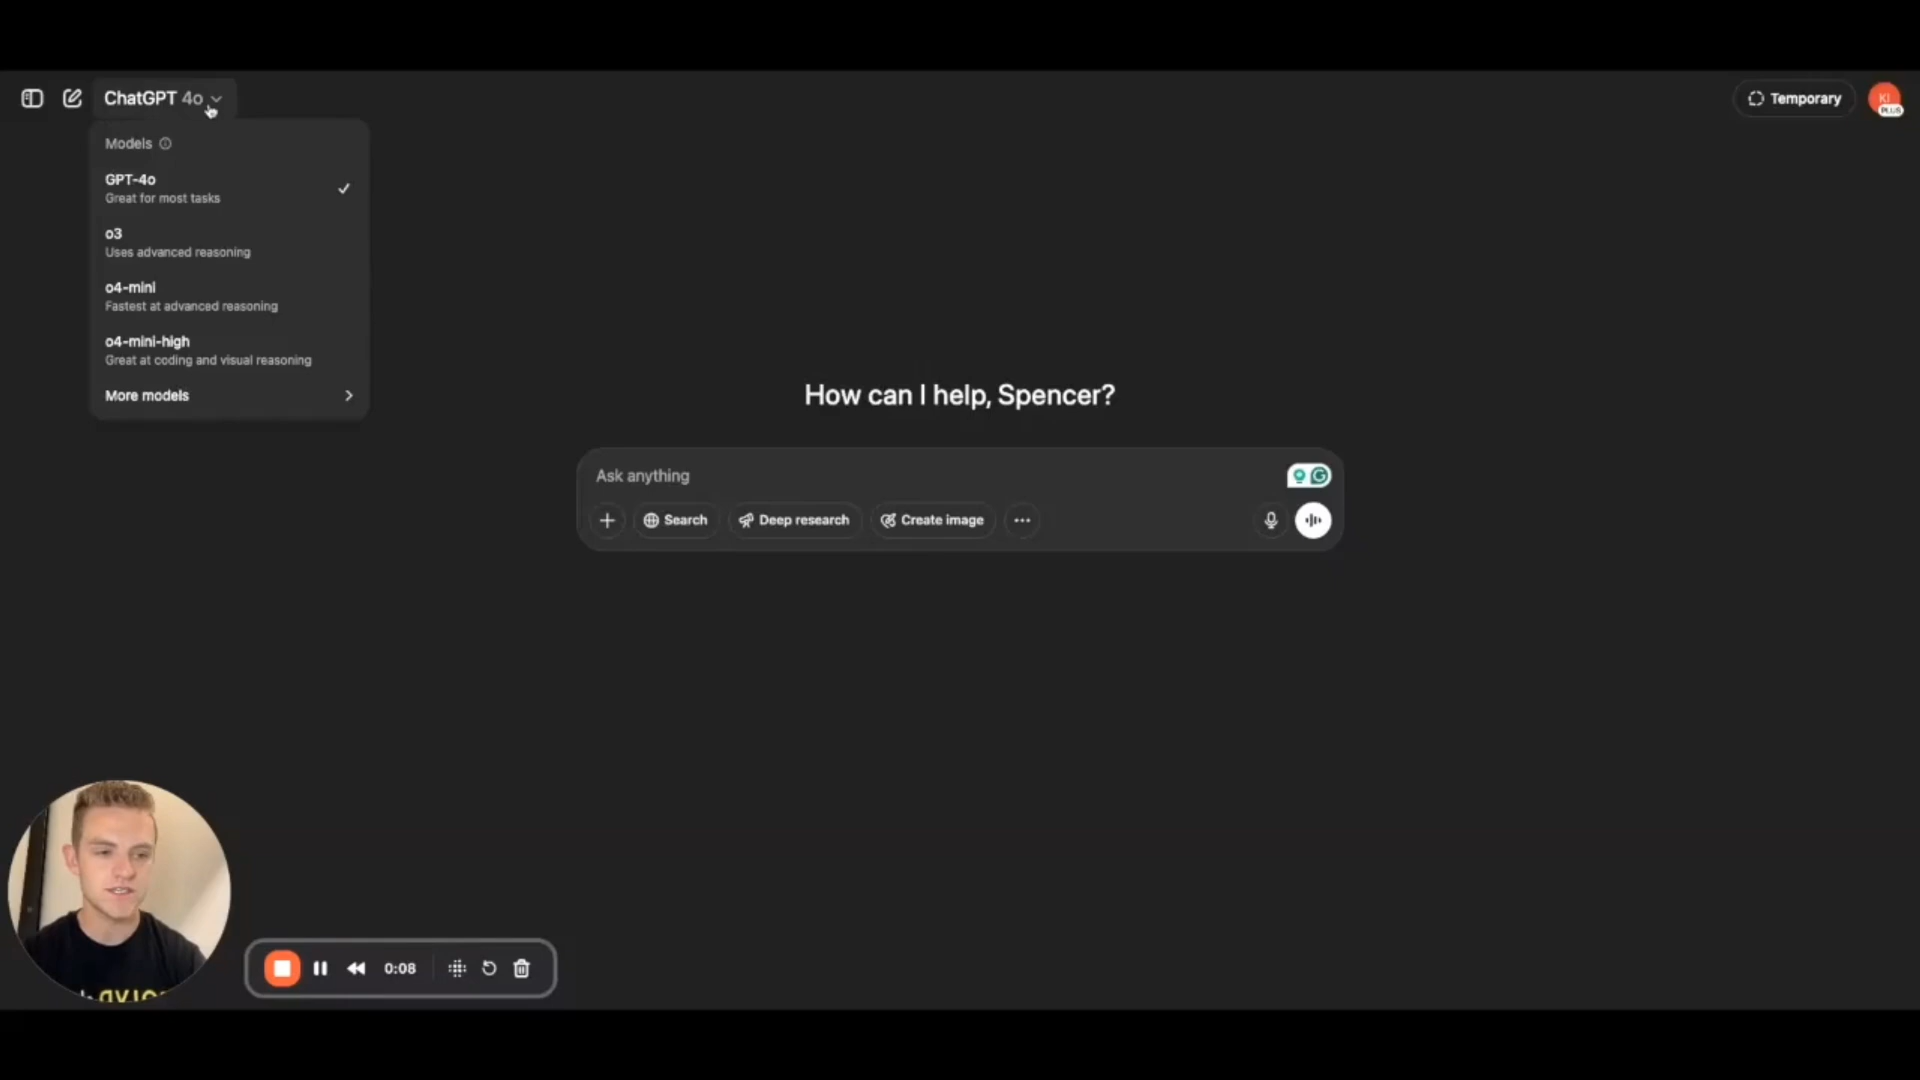 ChatGPT 4o
Temporary
KI
PLUS
Models
GPT-4o
Great for most tasks
o3
Uses advanced reasoning
o4-mini
Fastest at advanced reasoning
o4-mini-high
Great at coding and visual reasoning
More models
How can I help, Spencer?
Ask anything
Search
Deep research
Create image
0:08